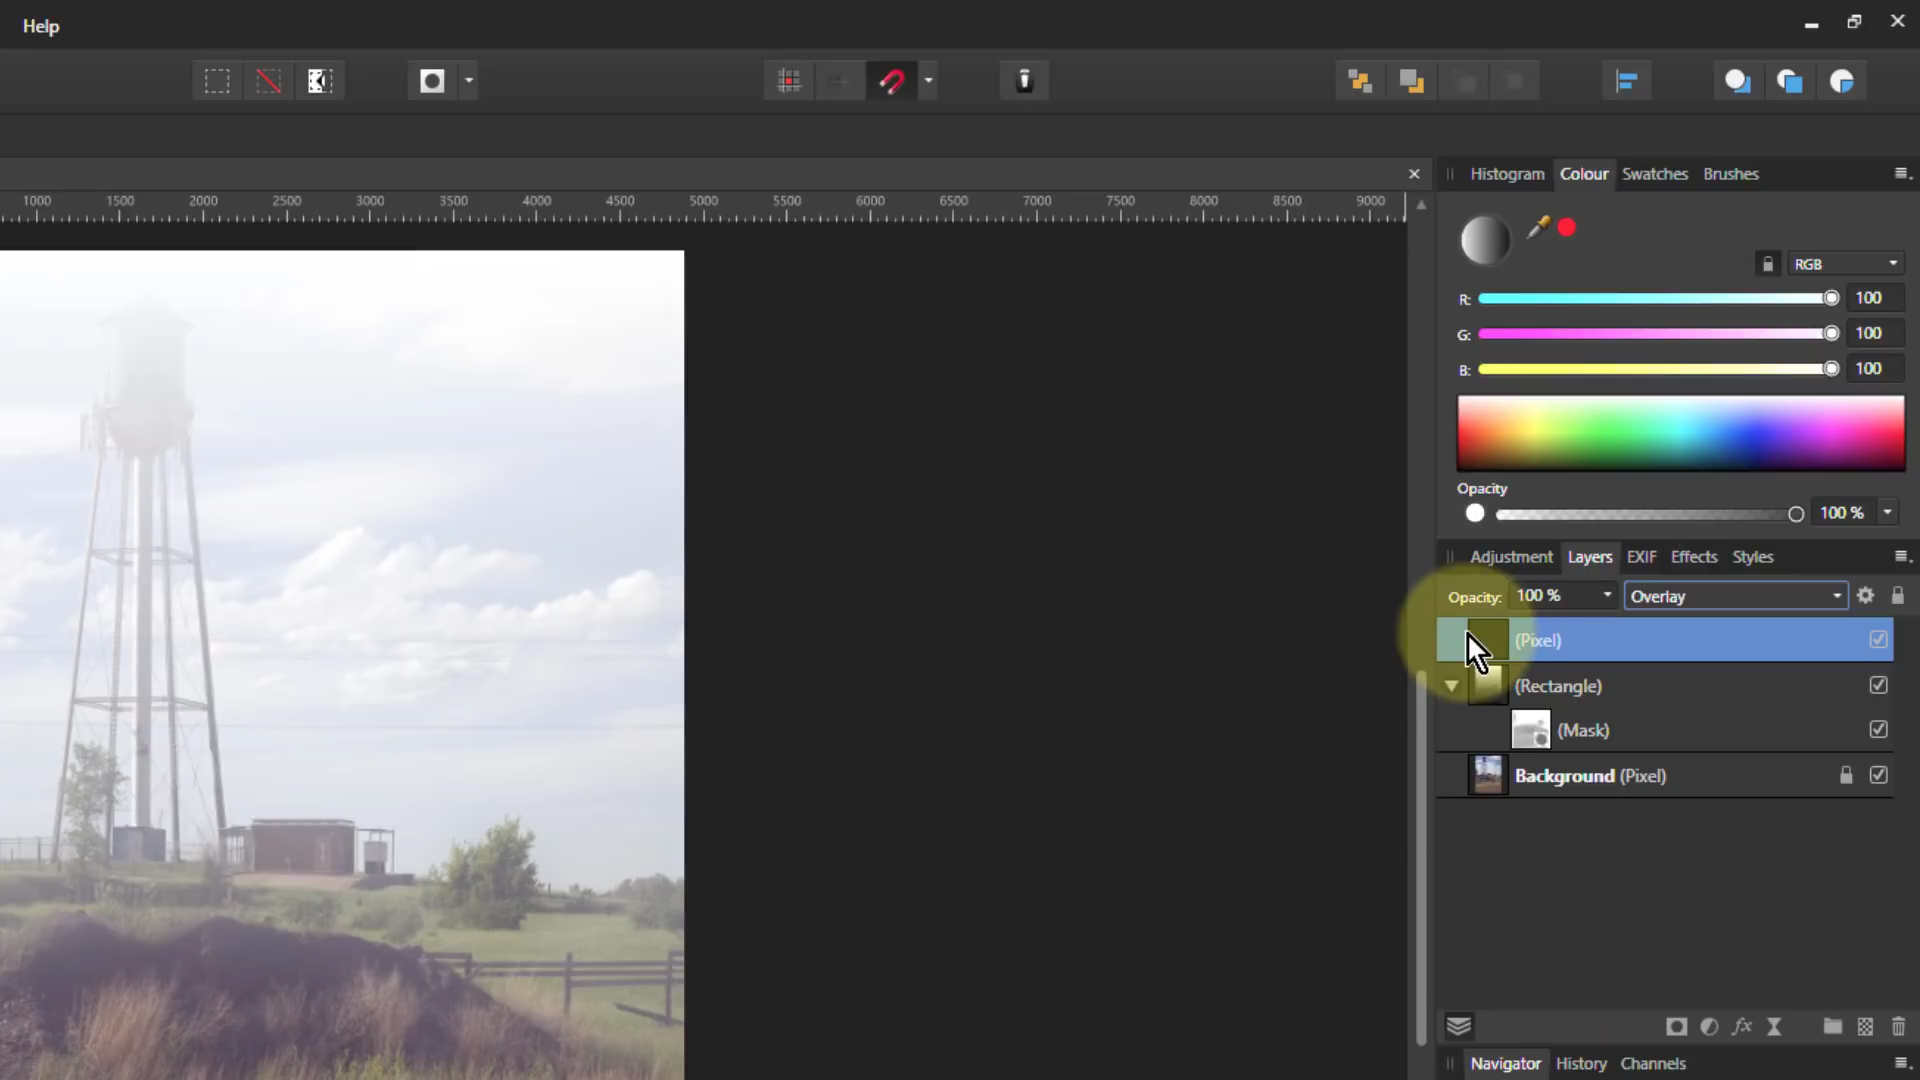 Help
1000 1500 2000 2500 3000 3500 4000 4500 5000 5500 6000 6500 7000 7500 8000 8500 9000
Histogram Colour Swatches Brushes
RGB
R: 100
G: 100
B: 100
Opacity
100 %
Adjustment Layers EXIF Effects Styles
Opacity: 100 % Overlay
(Pixel)
(Rectangle)
(Mask)
Background (Pixel)
fx
Navigator History Channels